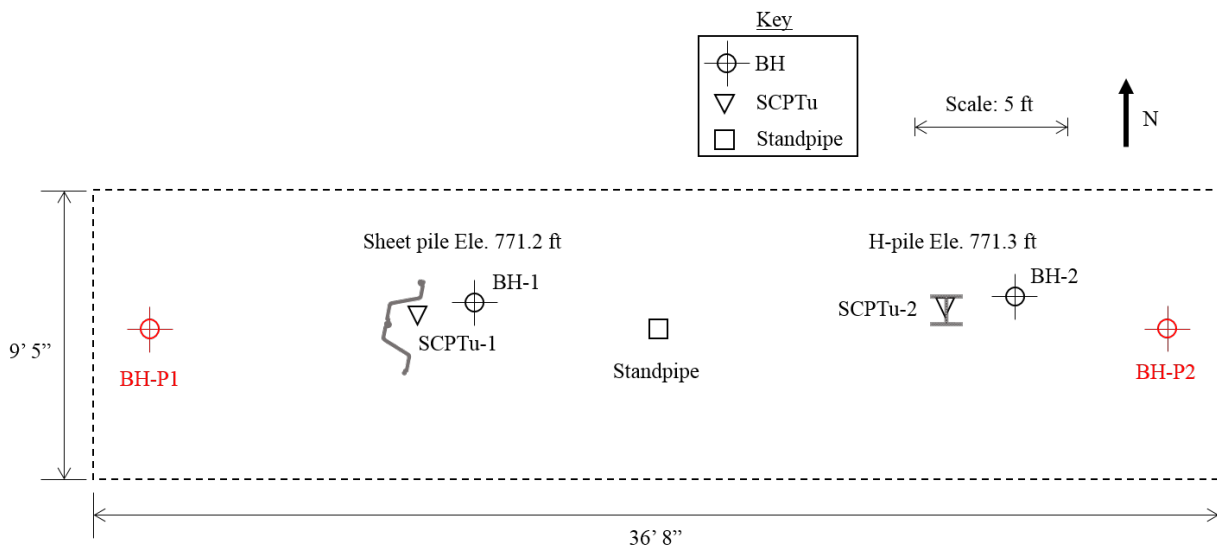 Key
BH
SCPTu
Standpipe
Scale: 5 ft
N
Sheet pile Ele. 771.2 ft
H-pile Ele. 771.3 ft
BH-1
BH-2
SCPTu-1
SCPTu-2
9’ 5”
BH-P1
Standpipe
BH-P2
36’ 8”